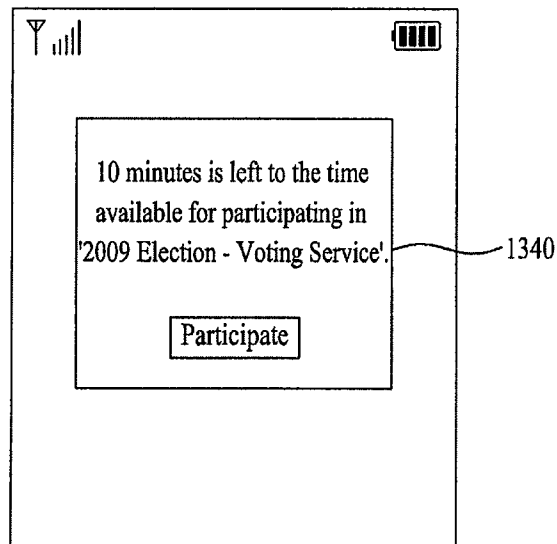 10 minutes is left to the time
available for participating in
'2009 Election - Voting Service'.
1340
Participate